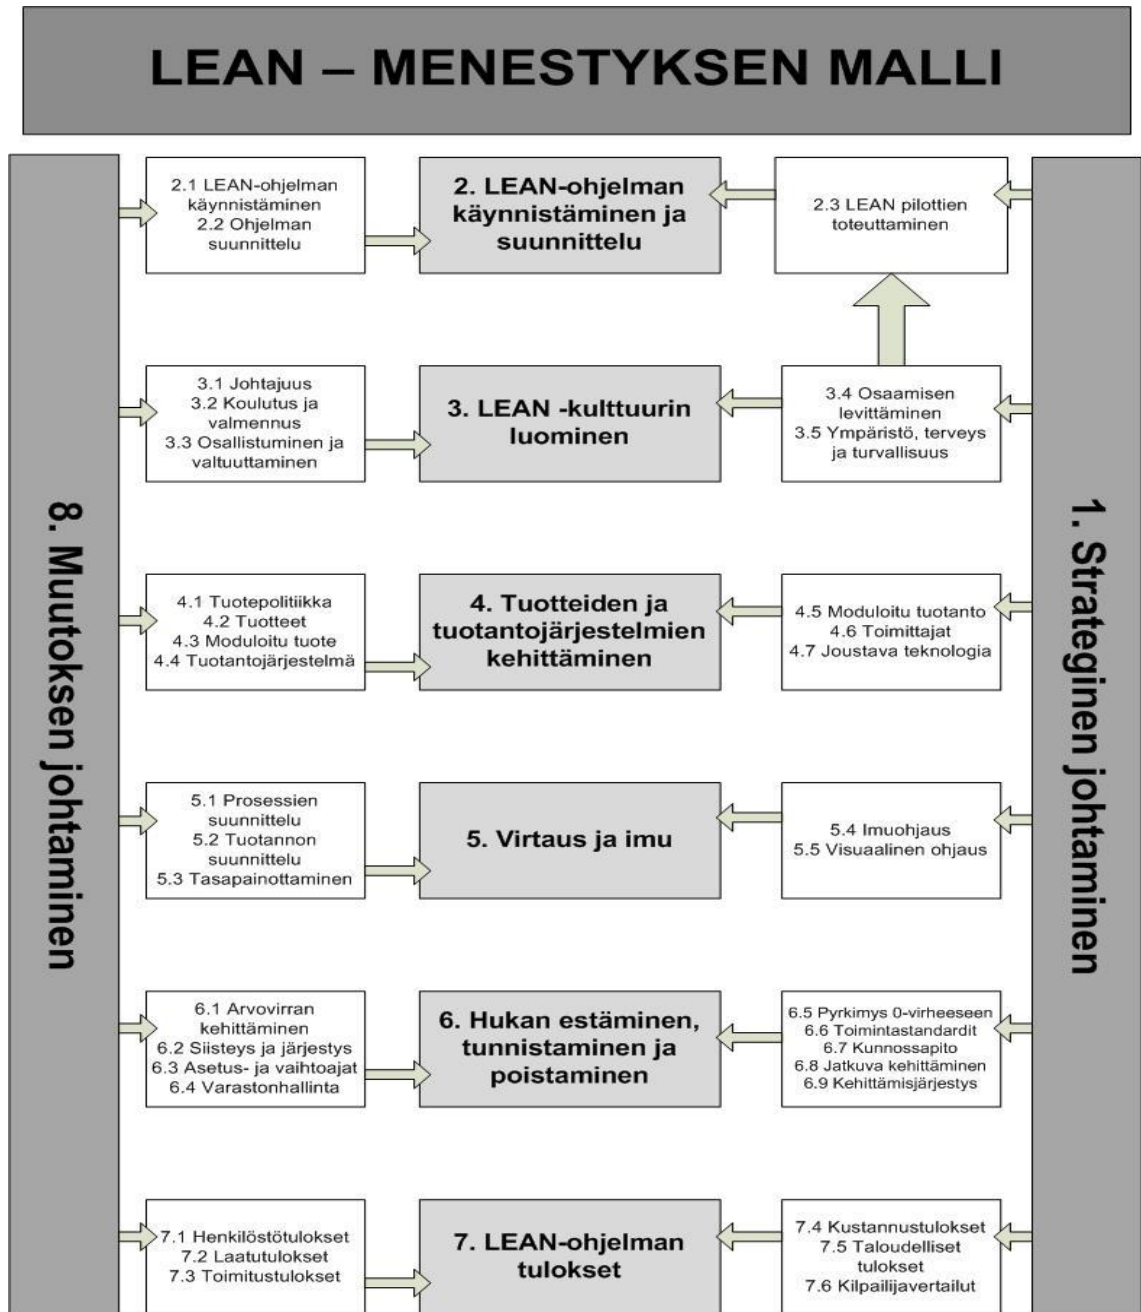 LEAN – MENESTYKSEN MALLI
8. Muutoksen johtaminen
1. Strateginen johtaminen
2.1 LEAN-ohjelman
käynnistäminen
2.2 Ohjelman
suunnittelu
2. LEAN-ohjelman
käynnistäminen ja
suunnittelu
2.3 LEAN pilottien
toteuttaminen
3.1 Johtajuus
3.2 Koulutus ja
valmennus
3.3 Osallistuminen ja
valtuuttaminen
3. LEAN -kulttuurin
luominen
3.4 Osaamisen
levittäminen
3.5 Ympäristö, terveys
ja turvallisuus
4.1 Tuotepolitiikka
4.2 Tuotteet
4.3 Moduloitu tuote
4.4 Tuotantojärjestelmä
4. Tuotteiden ja
tuotantojärjestelmien
kehittäminen
4.5 Moduloitu tuotanto
4.6 Toimittajat
4.7 Joustava teknologia
5.1 Prosessien
suunnittelu
5.2 Tuotannon
suunnittelu
5.3 Tasapainottaminen
5. Virtaus ja imu
5.4 Imuohjaus
5.5 Visuaalinen ohjaus
6.1 Arvovirran
kehittäminen
6.2 Siisteys ja järjestys
6.3 Asetus- ja vaihtoajat
6.4 Varastonhallinta
6. Hukan estäminen,
tunnistaminen ja
poistaminen
6.5 Pyrkimys 0-virheeseen
6.6 Toimintastandardit
6.7 Kunnossapito
6.8 Jatkuva kehittäminen
6.9 Kehittämisjärjestys
7.1 Henkilöstötulokset
7.2 Laatutulokset
7.3 Toimitustulokset
7. LEAN-ohjelman
tulokset
7.4 Kustannustulokset
7.5 Taloudelliset
tulokset
7.6 Kilpailijavertailut